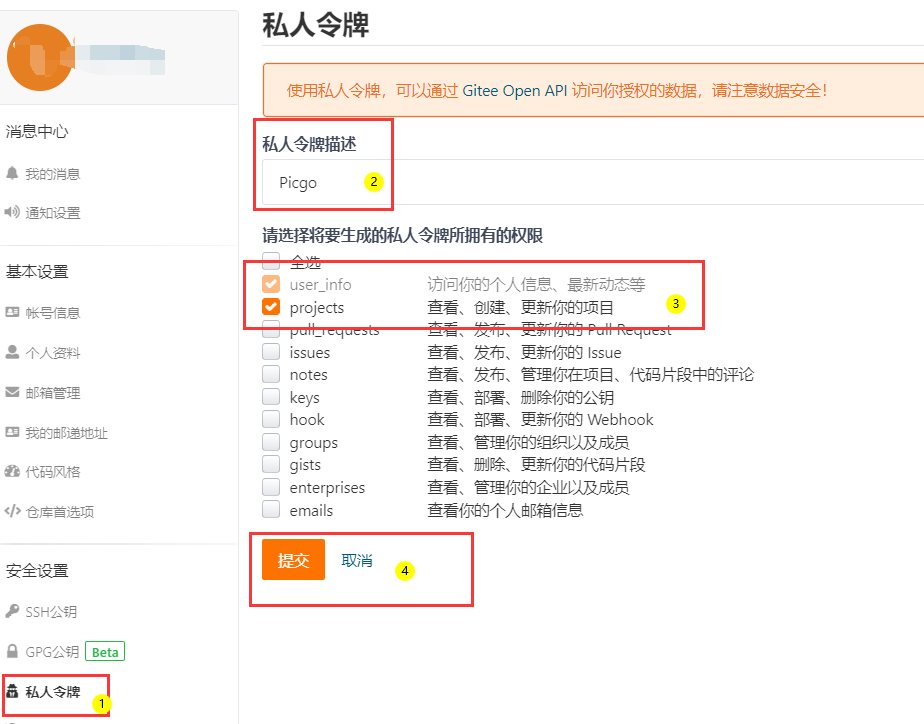 私人令牌
使用私人令牌，可以通过 Gitee Open API 访问你授权的数据，请注意数据安全！
消息中心
我的消息
通知设置
基本设置
帐号信息
个人资料
邮箱管理
我的邮递地址
代码风格
仓库首选项
安全设置
SSH公钥
GPG公钥 Beta
私人令牌 1
私人令牌描述
Picgo 2
请选择将要生成的私人令牌所拥有的权限
全选
user_info 访问你的个人信息、最新动态等
projects 查看、创建、更新你的项目 3
pull_requests 查看、发布、更新你的 Pull Request
issues 查看、发布、更新你的 Issue
notes 查看、发布、管理你在项目、代码片段中的评论
keys 查看、部署、删除你的公钥
hook 查看、部署、更新你的 Webhook
groups 查看、管理你的组织以及成员
gists 查看、删除、更新你的代码片段
enterprises 查看、管理你的企业以及成员
emails 查看你的个人邮箱信息
提交 取消 4